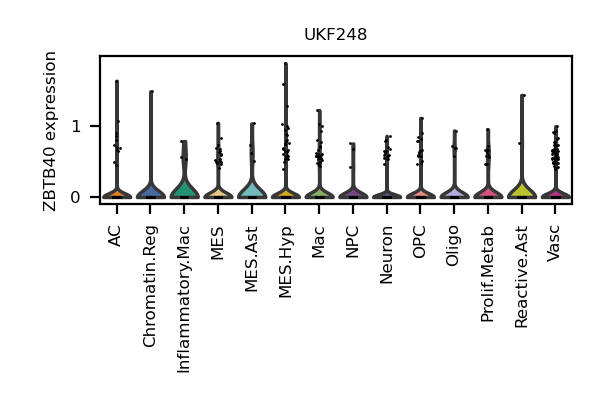 UKF248
ZBTB40 expression
1
0
AC
Chromatin.Reg
Inflammatory.Mac
MES
MES.Ast
MES.Hyp
Mac
NPC
Neuron
OPC
Oligo
Prolif.Metab
Reactive.Ast
Vasc